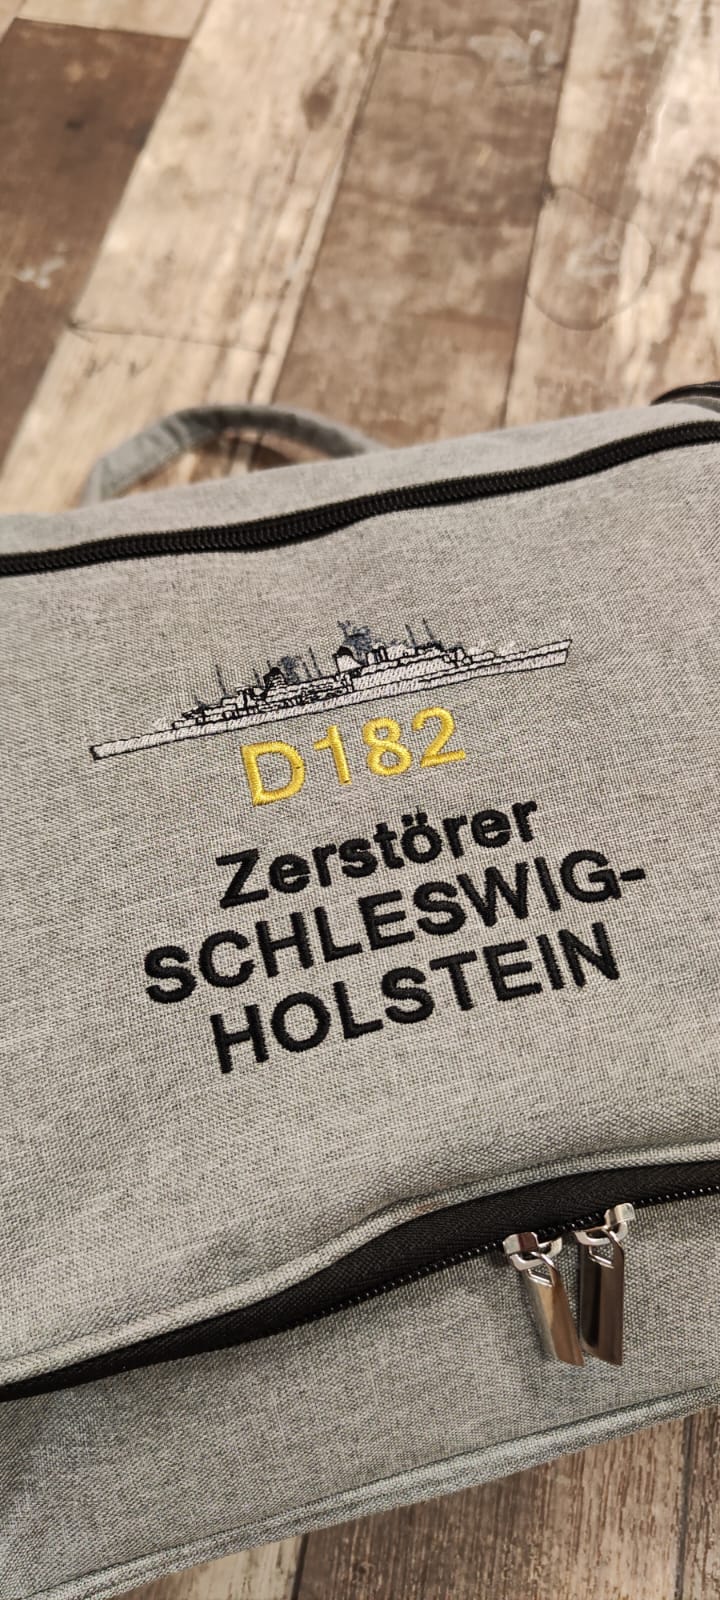 D182
Zerstörer
SCHLESWIG-
HOLSTEIN